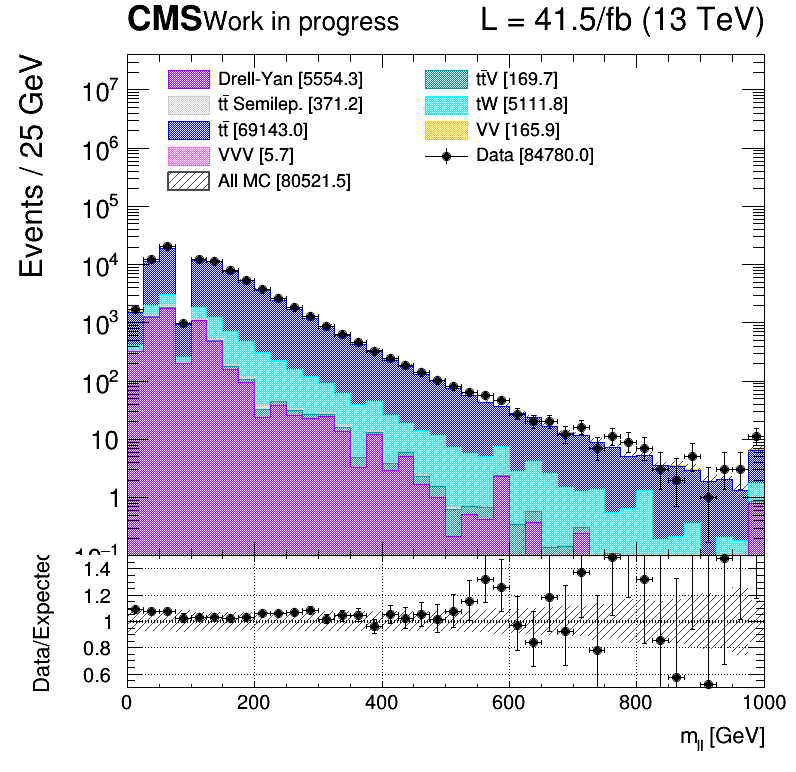 CMS Work in progress L = 41.5/fb (13 TeV)
Events / 25 GeV
Drell-Yan [5554.3]
tt̄ Semilep. [371.2]
tt̄ [69143.0]
VVV [5.7]
All MC [80521.5]
tt̄V [169.7]
tW [5111.8]
VV [165.9]
Data [84780.0]
10⁷
10⁶
10⁵
10⁴
10³
10²
10
1
10⁻¹
Data/Expected
1.4
1.2
1
0.8
0.6
0 200 400 600 800 1000
m_ll [GeV]